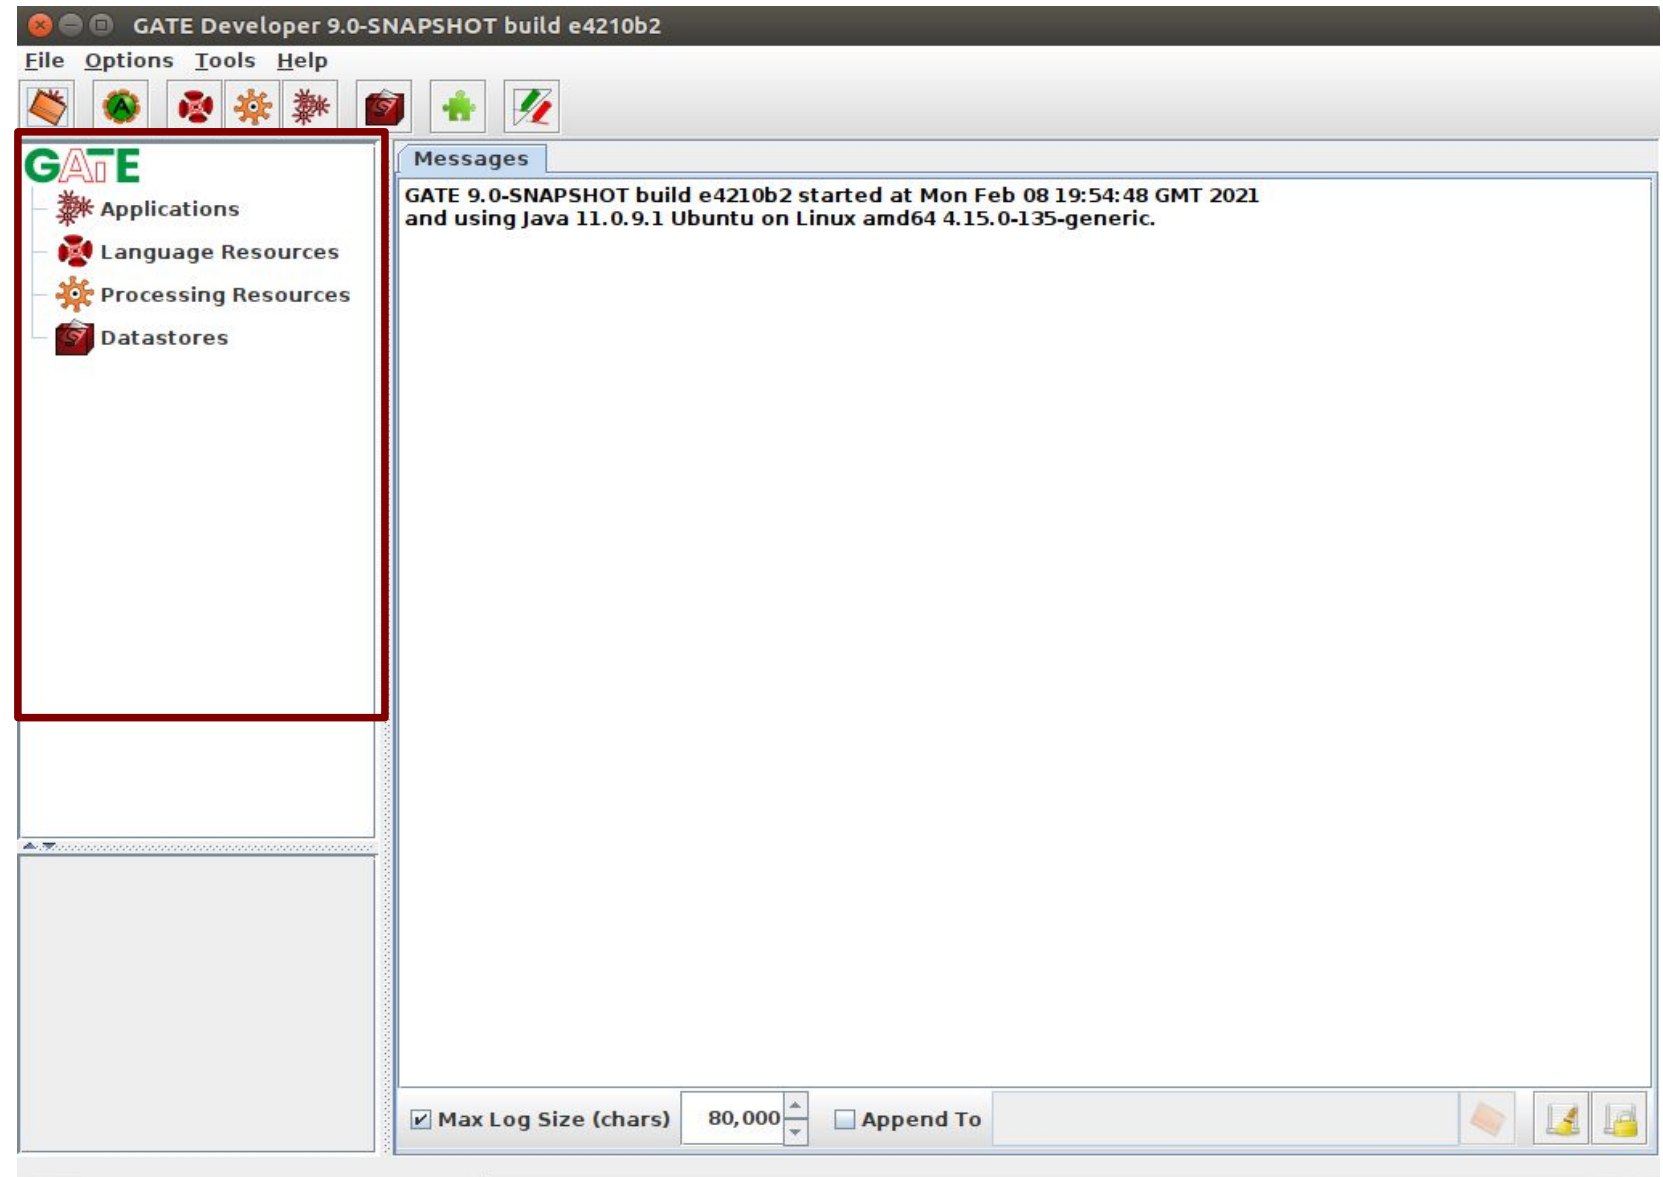 GATE Developer 9.0-SNAPSHOT build e4210b2
File Options Tools Help
GATE
Applications
Language Resources
Processing Resources
Datastores
Messages
GATE 9.0-SNAPSHOT build e4210b2 started at Mon Feb 08 19:54:48 GMT 2021
and using Java 11.0.9.1 Ubuntu on Linux amd64 4.15.0-135-generic.
Max Log Size (chars) 80,000 Append To